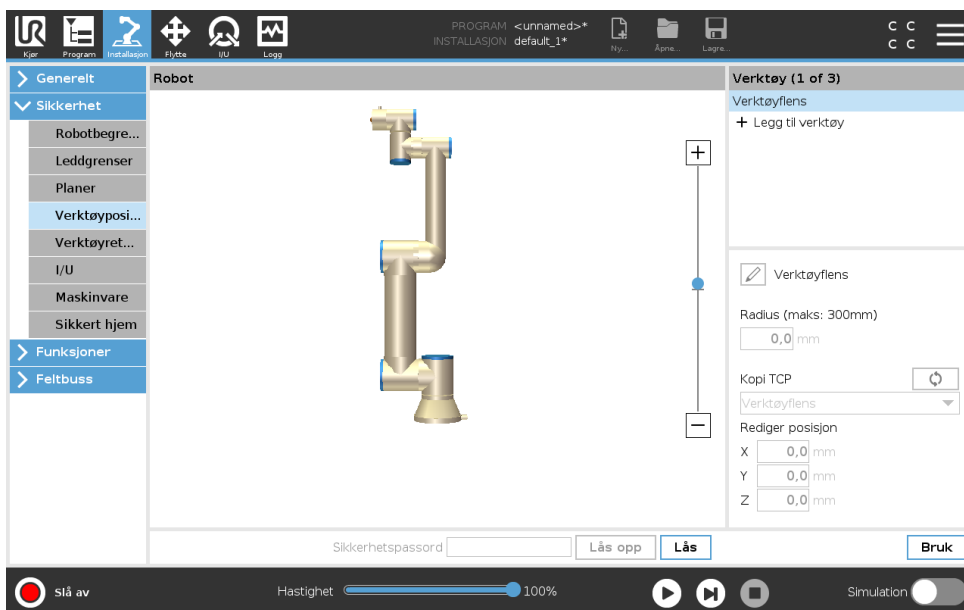 UR
Kjør
Program
Installasjon
Flytte
I/U
Logg
PROGRAM <unnamed>*
INSTALLASJON default_1*
Ny...
Åpne...
Lagre...
C C
C C
Generelt
Sikkerhet
Robotbegre...
Leddgrenser
Planer
Verktøyposi...
Verktøyret...
I/U
Maskinvare
Sikkert hjem
Funksjoner
Feltbuss
Robot
Verktøy (1 of 3)
Verktøyflens
+ Legg til verktøy
Verktøyflens
Radius (maks: 300mm)
0,0 mm
Kopi TCP
Verktøyflens
Rediger posisjon
X 0,0 mm
Y 0,0 mm
Z 0,0 mm
Sikkerhetspassord
Lås opp
Lås
Bruk
Slå av
Hastighet
100%
Simulation